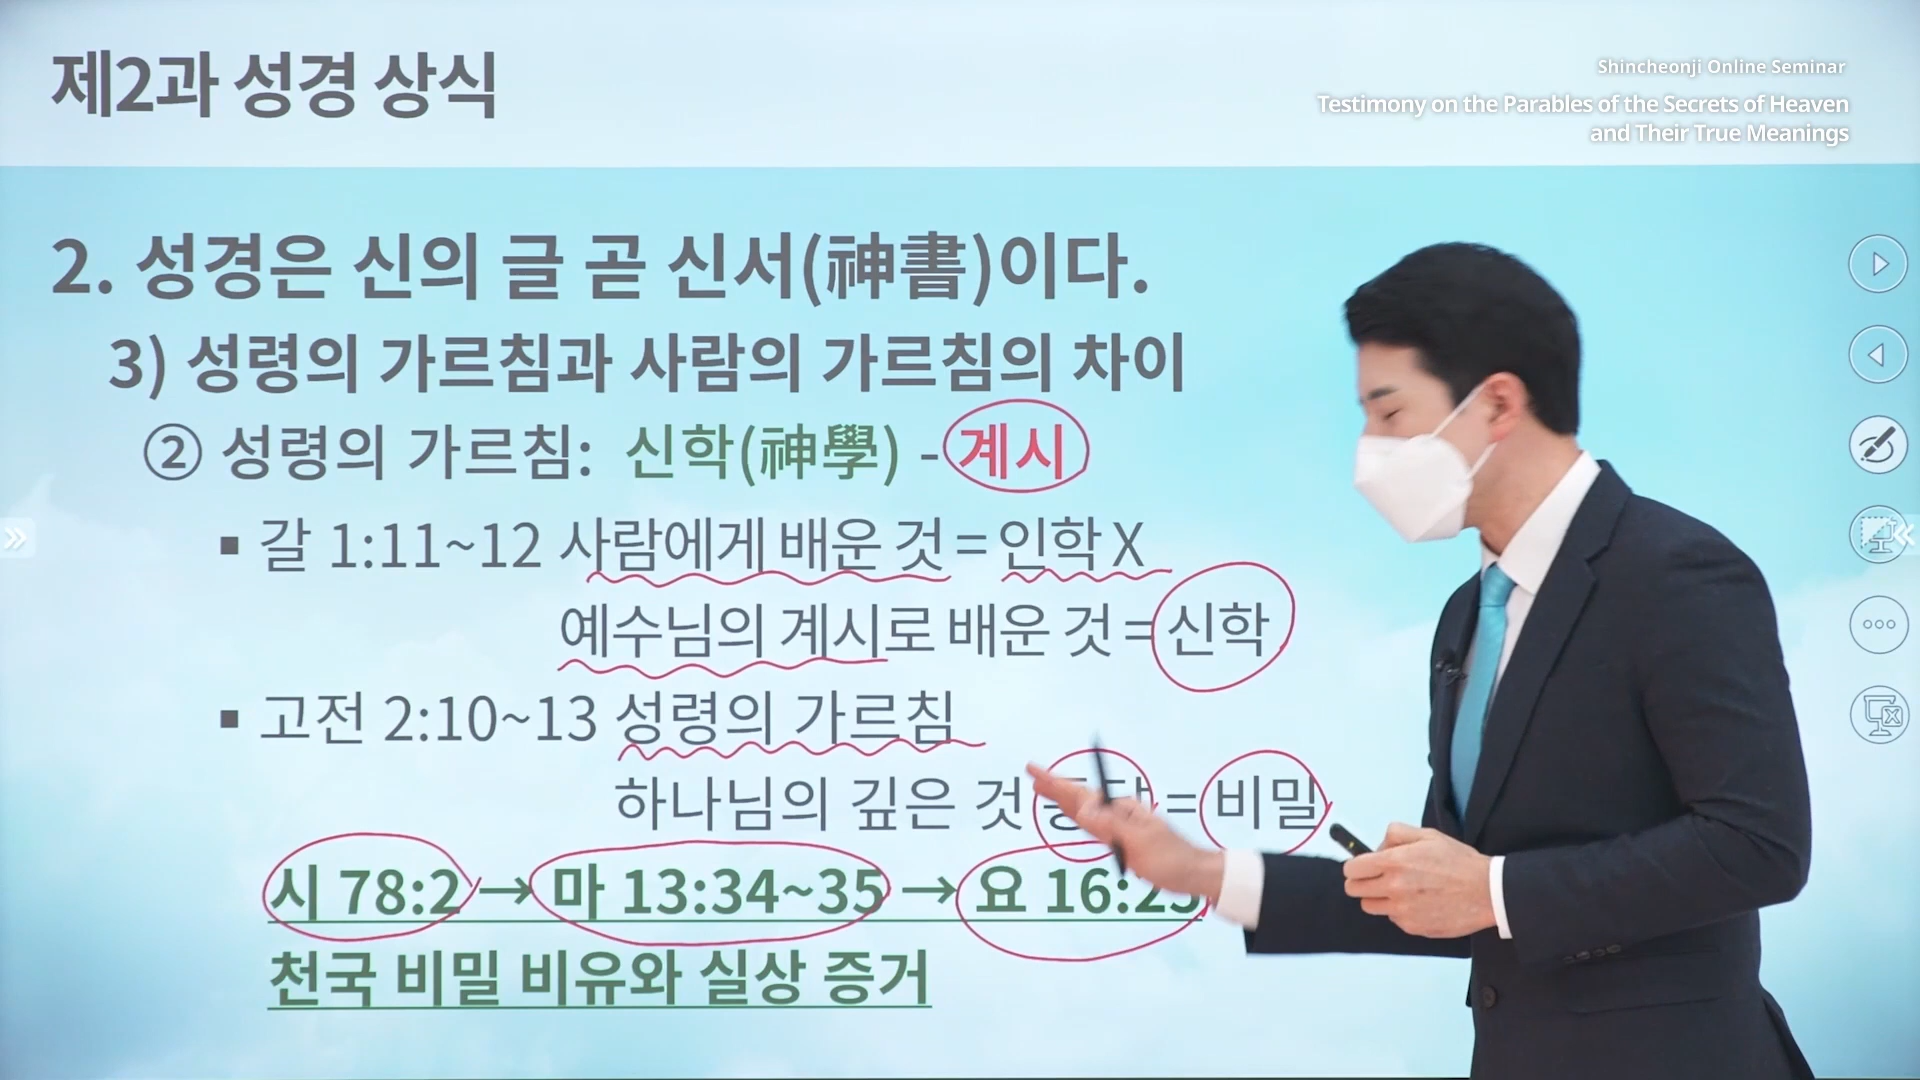 제2과 성경 상식
Shincheonji Online Seminar
Testimony on the Parables of the Secrets of Heaven
and Their True Meanings
2. 성경은 신의 글 곧 신서(神書)이다.
3) 성령의 가르침과 사람의 가르침의 차이
② 성령의 가르침: 신학(神學) - 계시
▪ 갈 1:11~12 사람에게 배운 것 = 인학 X
예수님의 계시로 배운 것 = 신학
▪ 고전 2:10~13 성령의 가르침
하나님의 깊은 것 = 비밀
시 78:2 → 마 13:34~35 → 요 16:25
천국 비밀 비유와 실상 증거